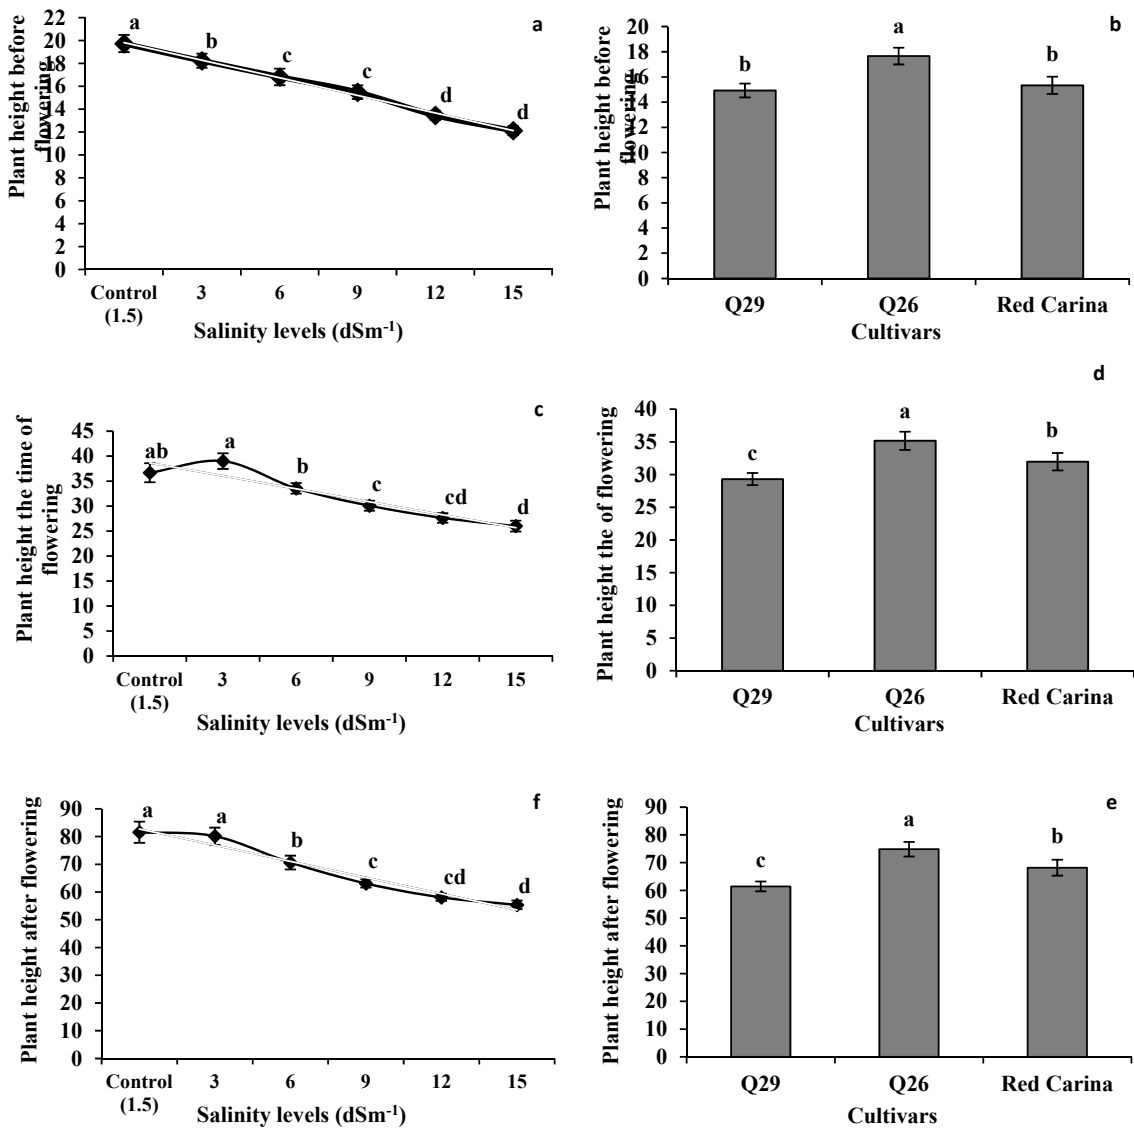 a
Plant height before
flowering
22
20
18
16
14
12
10
8
6
4
2
0
a
b
c
c
d
d
Control
(1.5)
3
6
9
12
15
Salinity levels (dSm-1)
b
Plant height before
flowering
20
18
16
14
12
10
8
6
4
2
0
b
a
b
Q29
Q26
Red Carina
Cultivars
c
Plant height the time of
flowering
45
40
35
30
25
20
15
10
5
0
ab
a
b
c
cd
d
Control
(1.5)
3
6
9
12
15
Salinity levels (dSm-1)
d
Plant height the of flowering
40
35
30
25
20
15
10
5
0
c
a
b
Q29
Q26
Red Carina
Cultivars
f
Plant height after flowering
90
80
70
60
50
40
30
20
10
0
a
a
b
c
cd
d
Control
(1.5)
3
6
9
12
15
Salinity levels (dSm-1)
e
Plant height after flowering
90
80
70
60
50
40
30
20
10
0
c
a
b
Q29
Q26
Red Carina
Cultivars